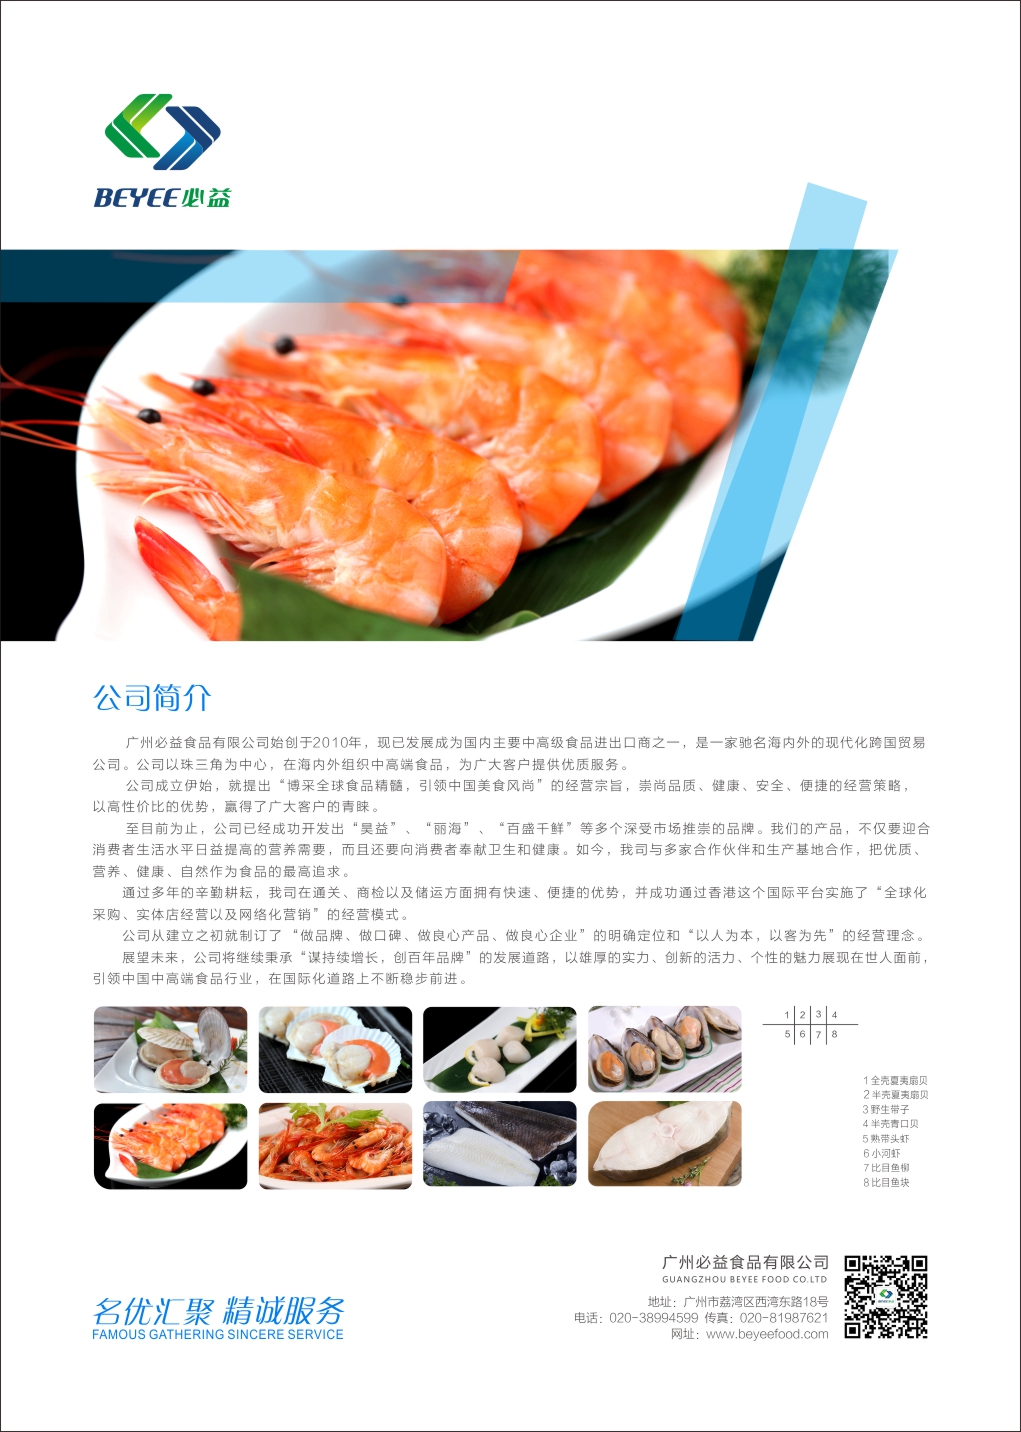 BEYEE必益
公司简介
广州必益食品有限公司始创于2010年，现已发展成为国内主要中高级食品进出口商之一，是一家驰名海内外的现代化跨国贸易
公司。公司以珠三角为中心，在海内外组织中高端食品，为广大客户提供优质服务。
公司成立伊始，就提出“博采全球食品精髓，引领中国美食风尚”的经营宗旨，崇尚品质、健康、安全、便捷的经营策略，
以高性价比的优势，赢得了广大客户的青睐。
至目前为止，公司已经成功开发出“昊益”、“丽海”、“百盛千鲜”等多个深受市场推崇的品牌。我们的产品，不仅要迎合
消费者生活水平日益提高的营养需要，而且还要向消费者奉献卫生和健康。如今，我司与多家合作伙伴和生产基地合作，把优质、
营养、健康、自然作为食品的最高追求。
通过多年的辛勤耕耘，我司在通关、商检以及储运方面拥有快速、便捷的优势，并成功通过香港这个国际平台实施了“全球化
采购、实体店经营以及网络化营销”的经营模式。
公司从建立之初就制订了 “做品牌、做口碑、做良心产品、做良心企业”的明确定位和“以人为本，以客为先”的经营理念。
展望未来，公司将继续秉承“谋持续增长，创百年品牌”的发展道路，以雄厚的实力、创新的活力、个性的魅力展现在世人面前，
引领中国中高端食品行业，在国际化道路上不断稳步前进。
1 2 3 4
5 6 7 8
1 全壳夏夷扇贝
2 半壳夏夷扇贝
3 野生带子
4 半壳青口贝
5 熟带头虾
6 小河虾
7 比目鱼柳
8 比目鱼块
名优汇聚 精诚服务
FAMOUS GATHERING SINCERE SERVICE
广州必益食品有限公司
GUANGZHOU BEYEE FOOD CO.LTD
地址：广州市荔湾区西湾东路18号
电话：020-38994599 传真：020-81987621
网址：www.beyeefood.com